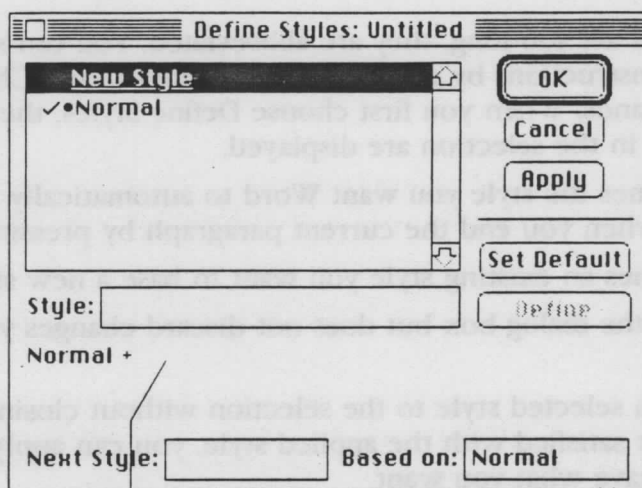 Define Styles: Untitled
New Style
✓•Normal
OK
Cancel
Apply
Set Default
Define
Style:
Normal +
Next Style:
Based on: Normal